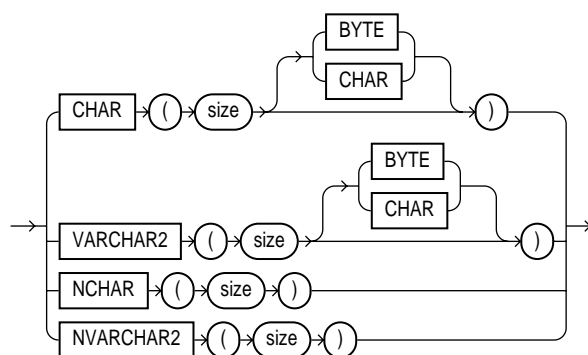 BYTE
CHAR
CHAR ( size )
BYTE
CHAR
VARCHAR2 ( size )
NCHAR ( size )
NVARCHAR2 ( size )